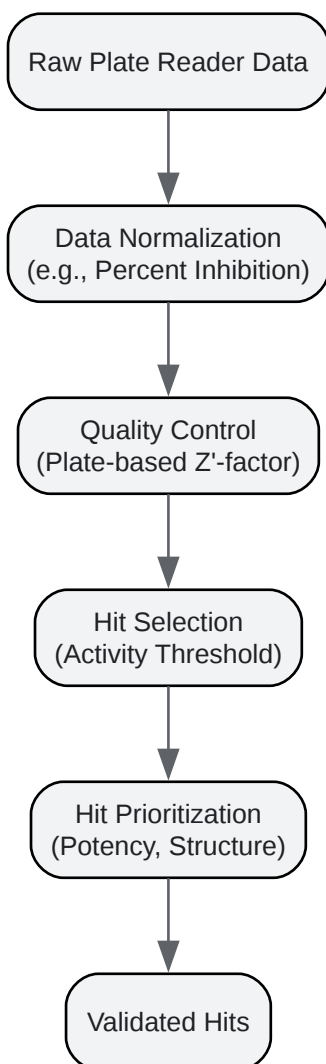 Raw Plate Reader Data
Data Normalization
(e.g., Percent Inhibition)
Quality Control
(Plate-based Z'-factor)
Hit Selection
(Activity Threshold)
Hit Prioritization
(Potency, Structure)
Validated Hits